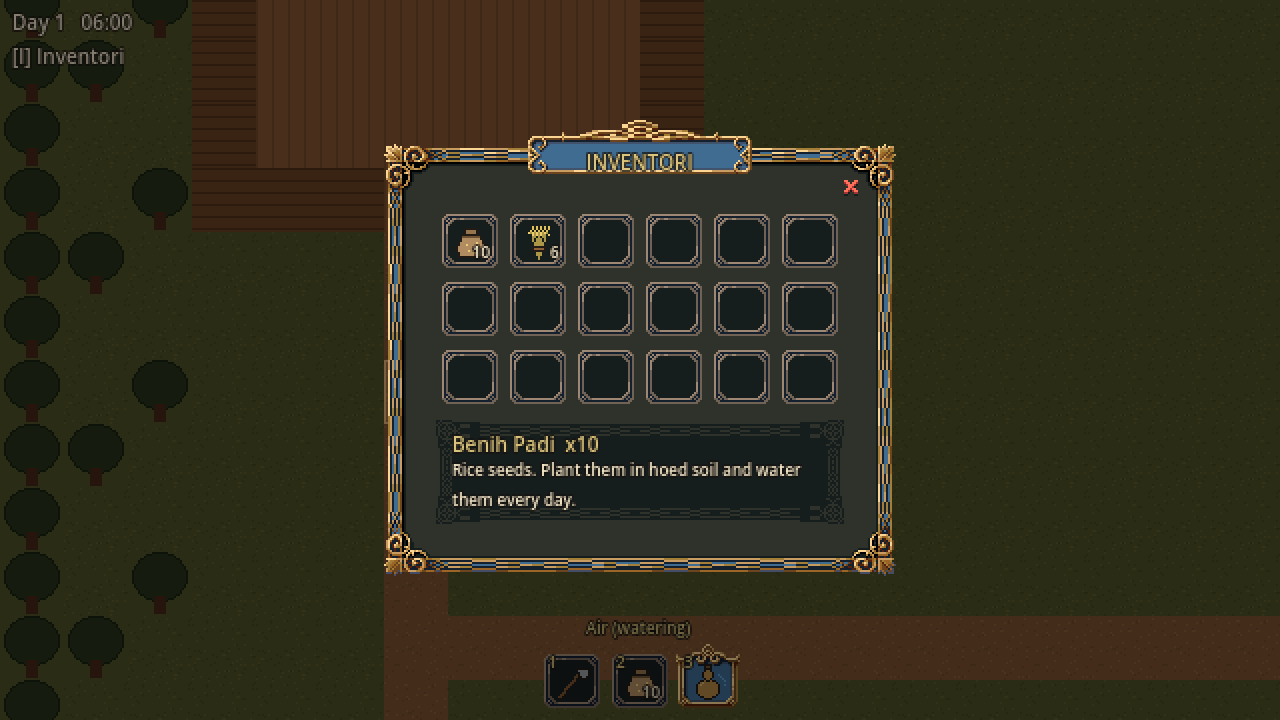 Day 1 06:00
[I] Inventori
INVENTORI
x
10
6
Benih Padi x10
Rice seeds. Plant them in hoed soil and water
them every day.
Air (watering)
1
2
10
3